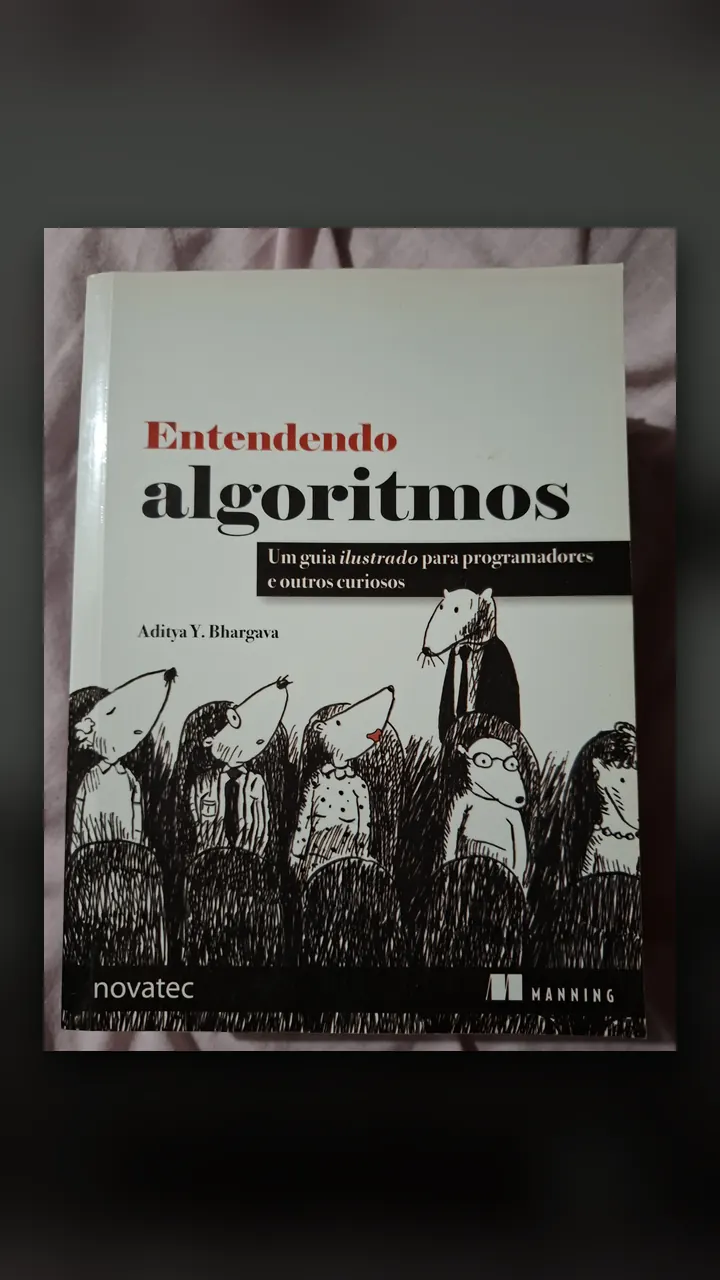 Entendendo
algoritmos
Um guia ilustrado para programadores
e outros curiosos
Aditya Y. Bhargava
novatec
MANNING